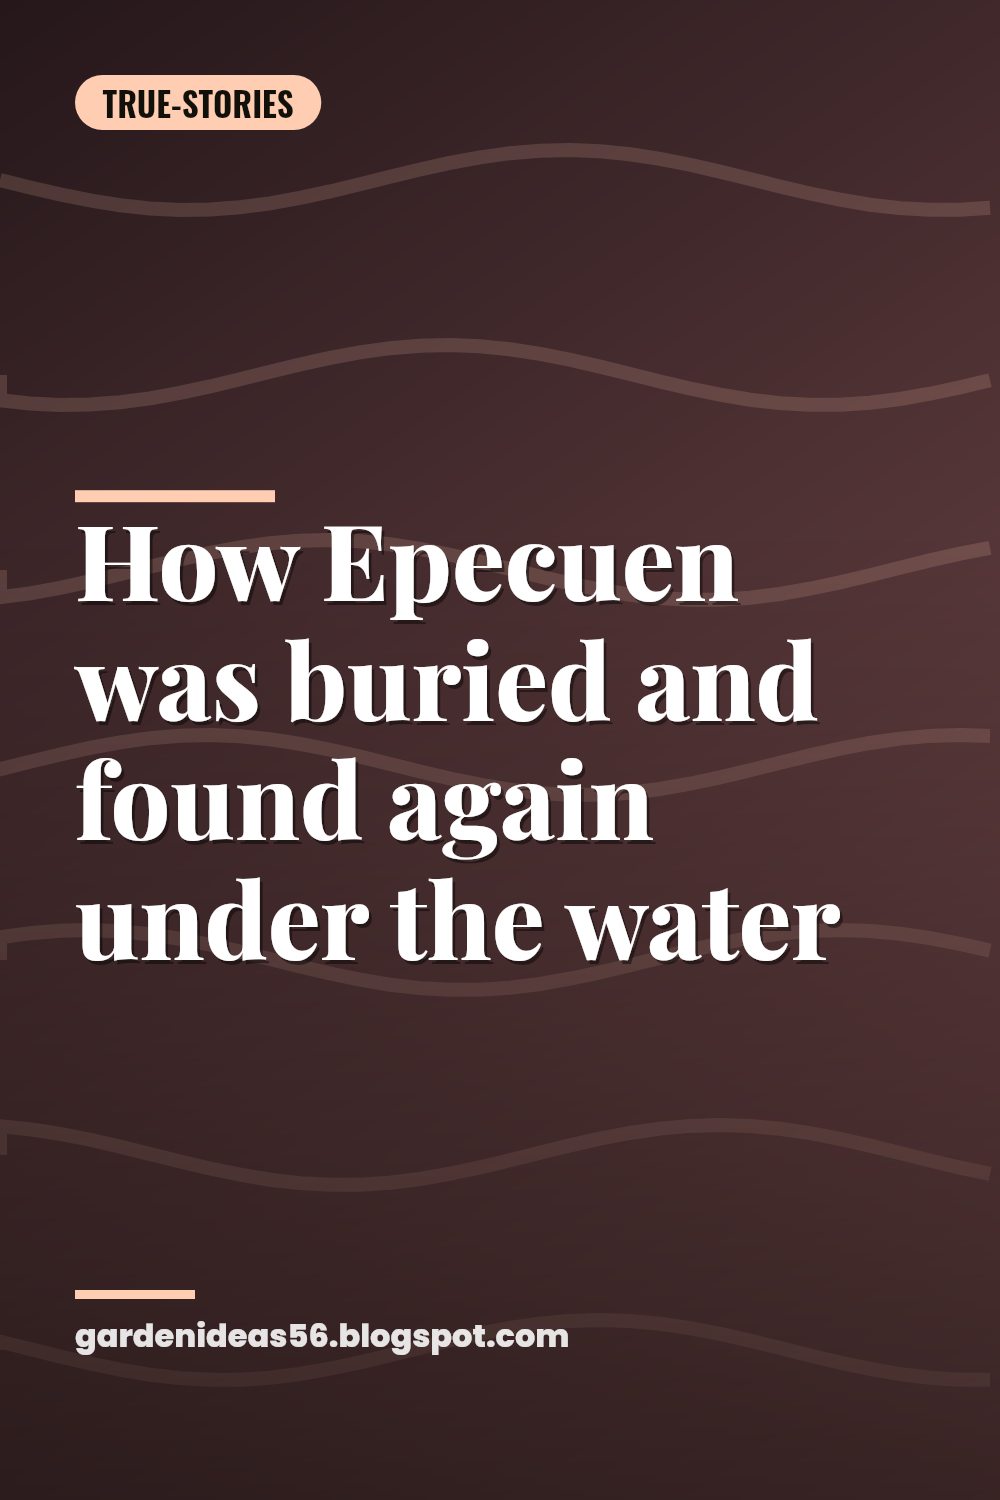 TRUE-STORIES
How Epecuen
was buried and
found again
under the water
gardenideas56.blogspot.com